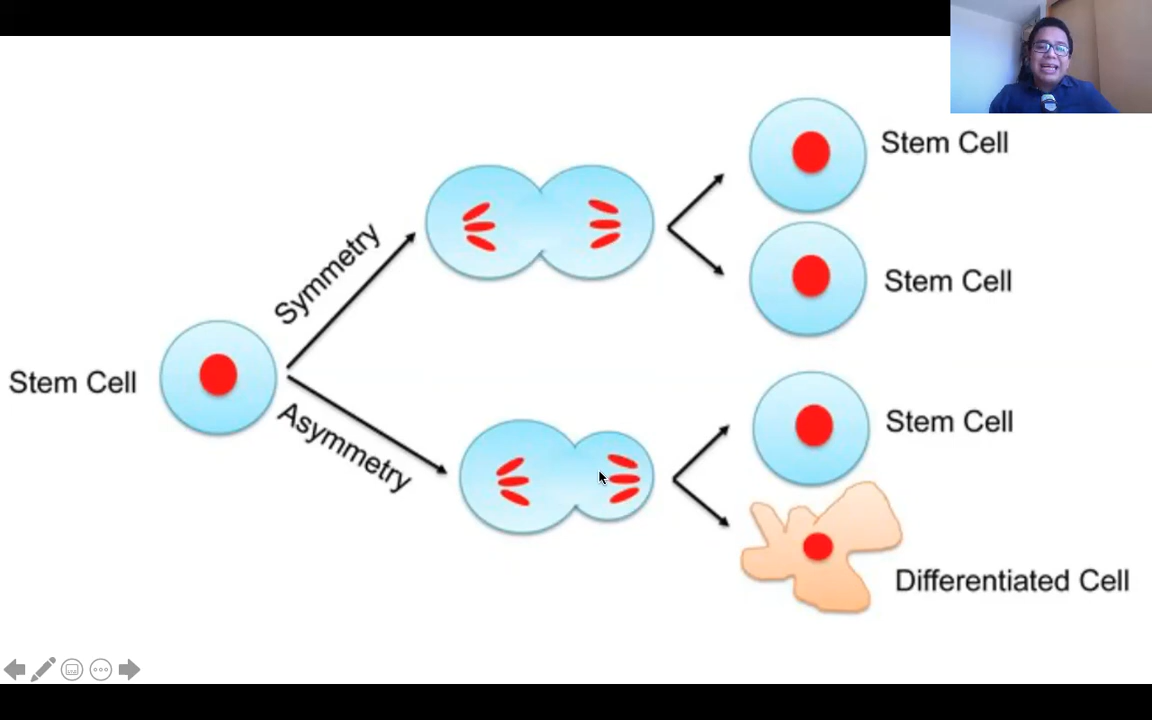 Stem Cell
Symmetry
Asymmetry
Stem Cell
Stem Cell
Stem Cell
Differentiated Cell